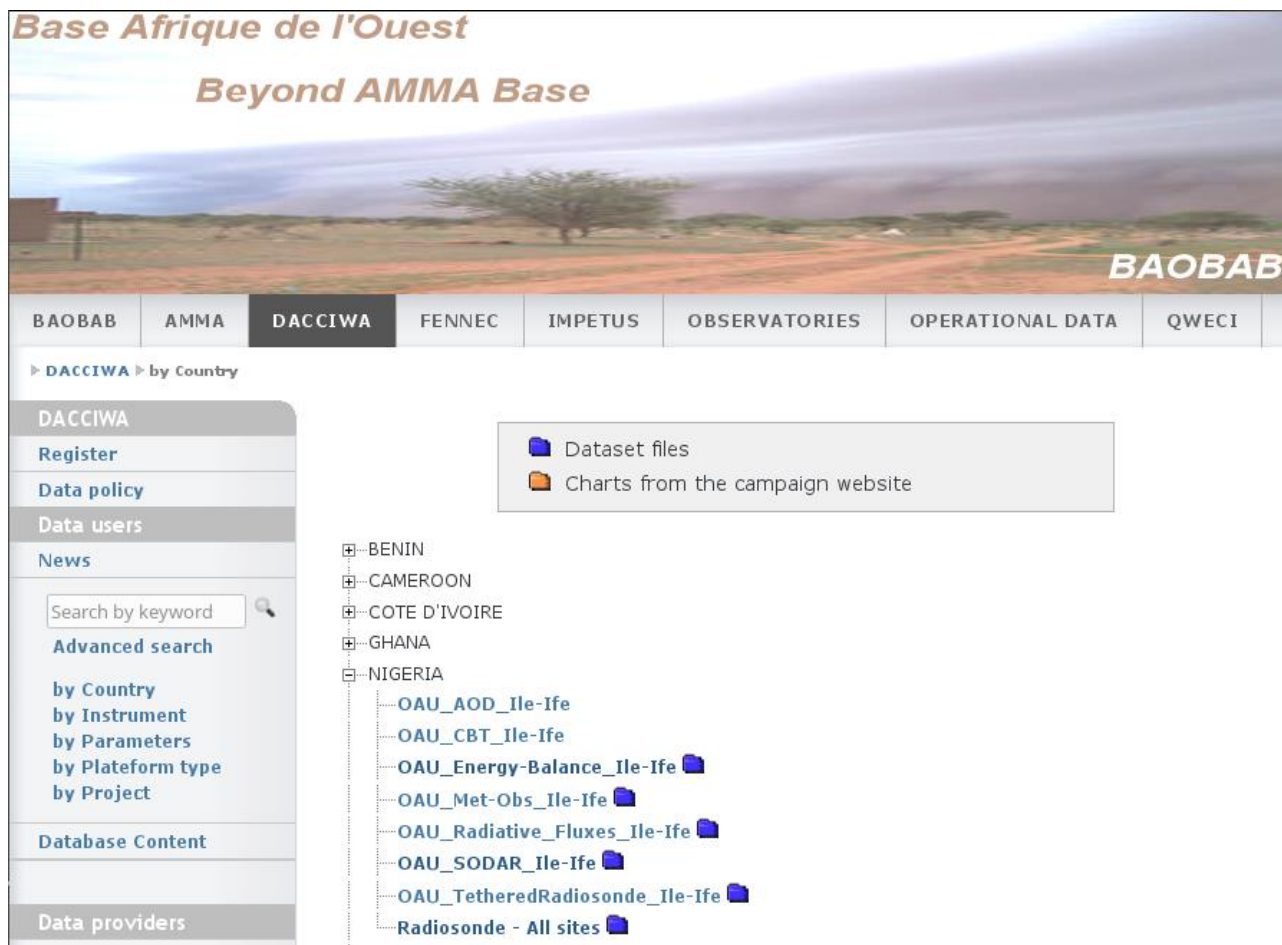 Base Afrique de l'Ouest
Beyond AMMA Base
BAOBAB
BAOBAB AMMA DACCIWA FENNEC IMPETUS OBSERVATORIES OPERATIONAL DATA QWECI
DACCIWA by Country
DACCIWA
Register
Data policy
Data users
News
Search by keyword
Advanced search
by Country
by Instrument
by Parameters
by Plateform type
by Project
Database Content
Data providers
Dataset files
Charts from the campaign website
BENIN
CAMEROON
COTE D'IVOIRE
GHANA
NIGERIA
OAU_AOD_Ile-Ife
OAU_CBT_Ile-Ife
OAU_Energy-Balance_Ile-Ife
OAU_Met-Obs_Ile-Ife
OAU_Radiative_Fluxes_Ile-Ife
OAU_SODAR_Ile-Ife
OAU_TetheredRadiosonde_Ile-Ife
Radiosonde - All sites